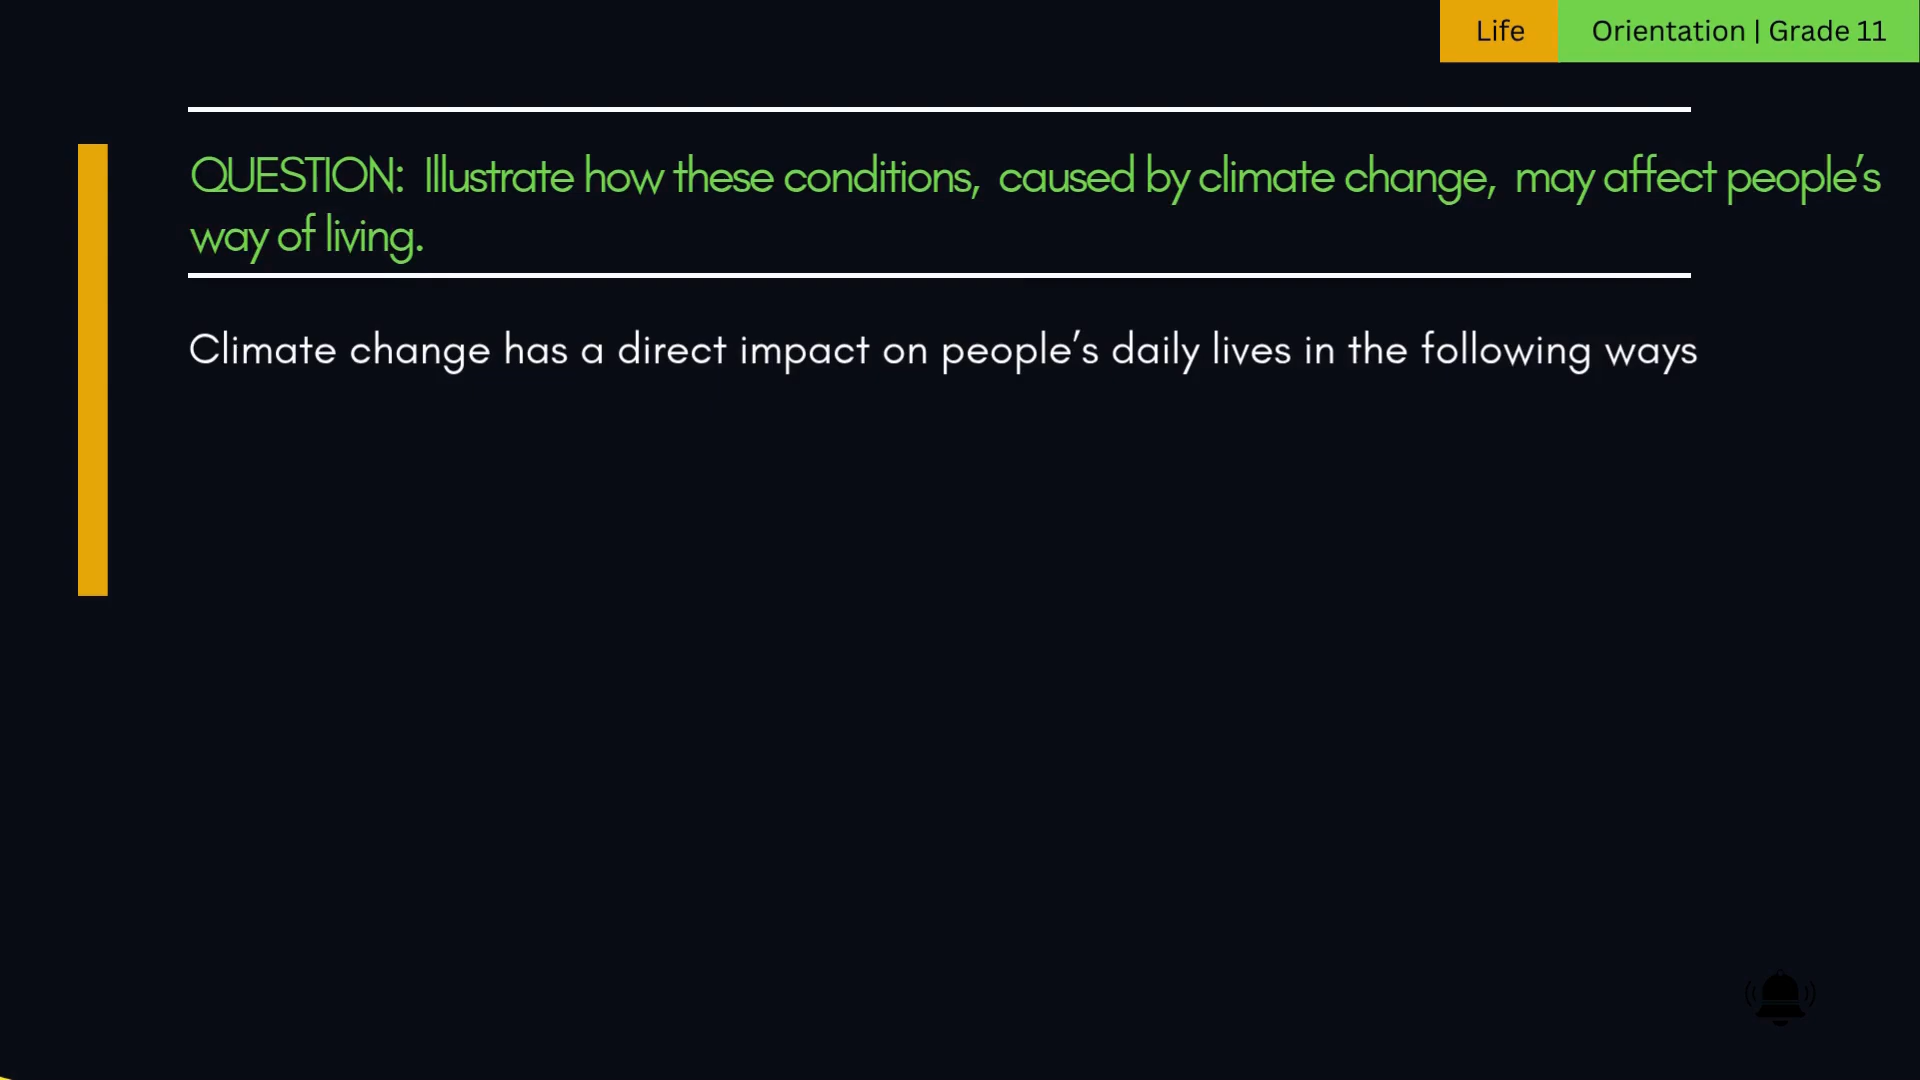 Life Orientation | Grade 11
QUESTION: Illustrate how these conditions, caused by climate change, may affect people’s
way of living.
Climate change has a direct impact on people’s daily lives in the following ways